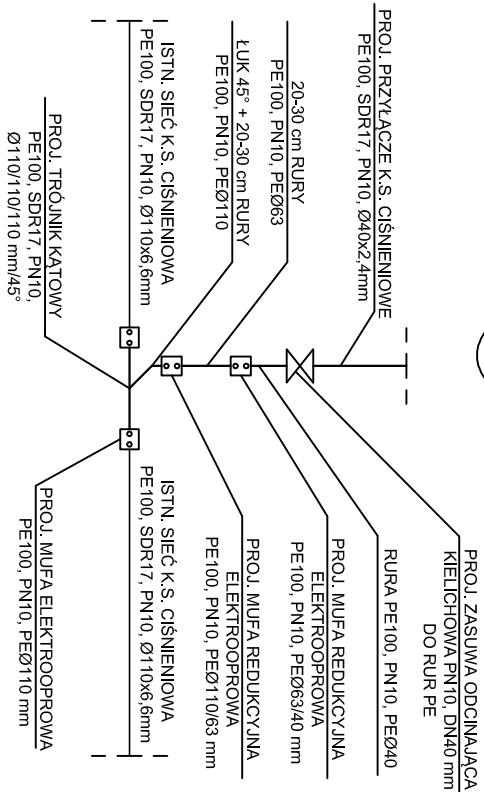 PROJ. PRZYŁĄCZE K.S. CIŚNIENIOWE
PE100, SDR17, PN10, Ø40x2,4mm
20-30 cm RURY
PE100, PN10, PEØ63
ŁUK 45° + 20-30 cm RURY
PE100, PN10, PEØ110
ISTN. SIEĆ K.S. CIŚNIENIOWA
PE100, SDR17, PN10, Ø110x6,6mm
PROJ. TRÓJNIK KĄTOWY
PE100, SDR17, PN10,
Ø110/110/110 mm/45°
PROJ. ZASUWA ODCINAJĄCA
KIELICHOWA PN10, DN40 mm
DO RUR PE
RURA PE100, PN10, PEØ40
PROJ. MUFA REDUKCYJNA
ELEKTROOPROWA
PE100, PN10, PEØ63/40 mm
PROJ. MUFA REDUKCYJNA
ELEKTROOPROWA
PE100, PN10, PEØ110/63 mm
ISTN. SIEĆ K.S. CIŚNIENIOWA
PE100, SDR17, PN10, Ø110x6,6mm
PROJ. MUFA ELEKTROOPROWA
PE100, PN10, PEØ110 mm